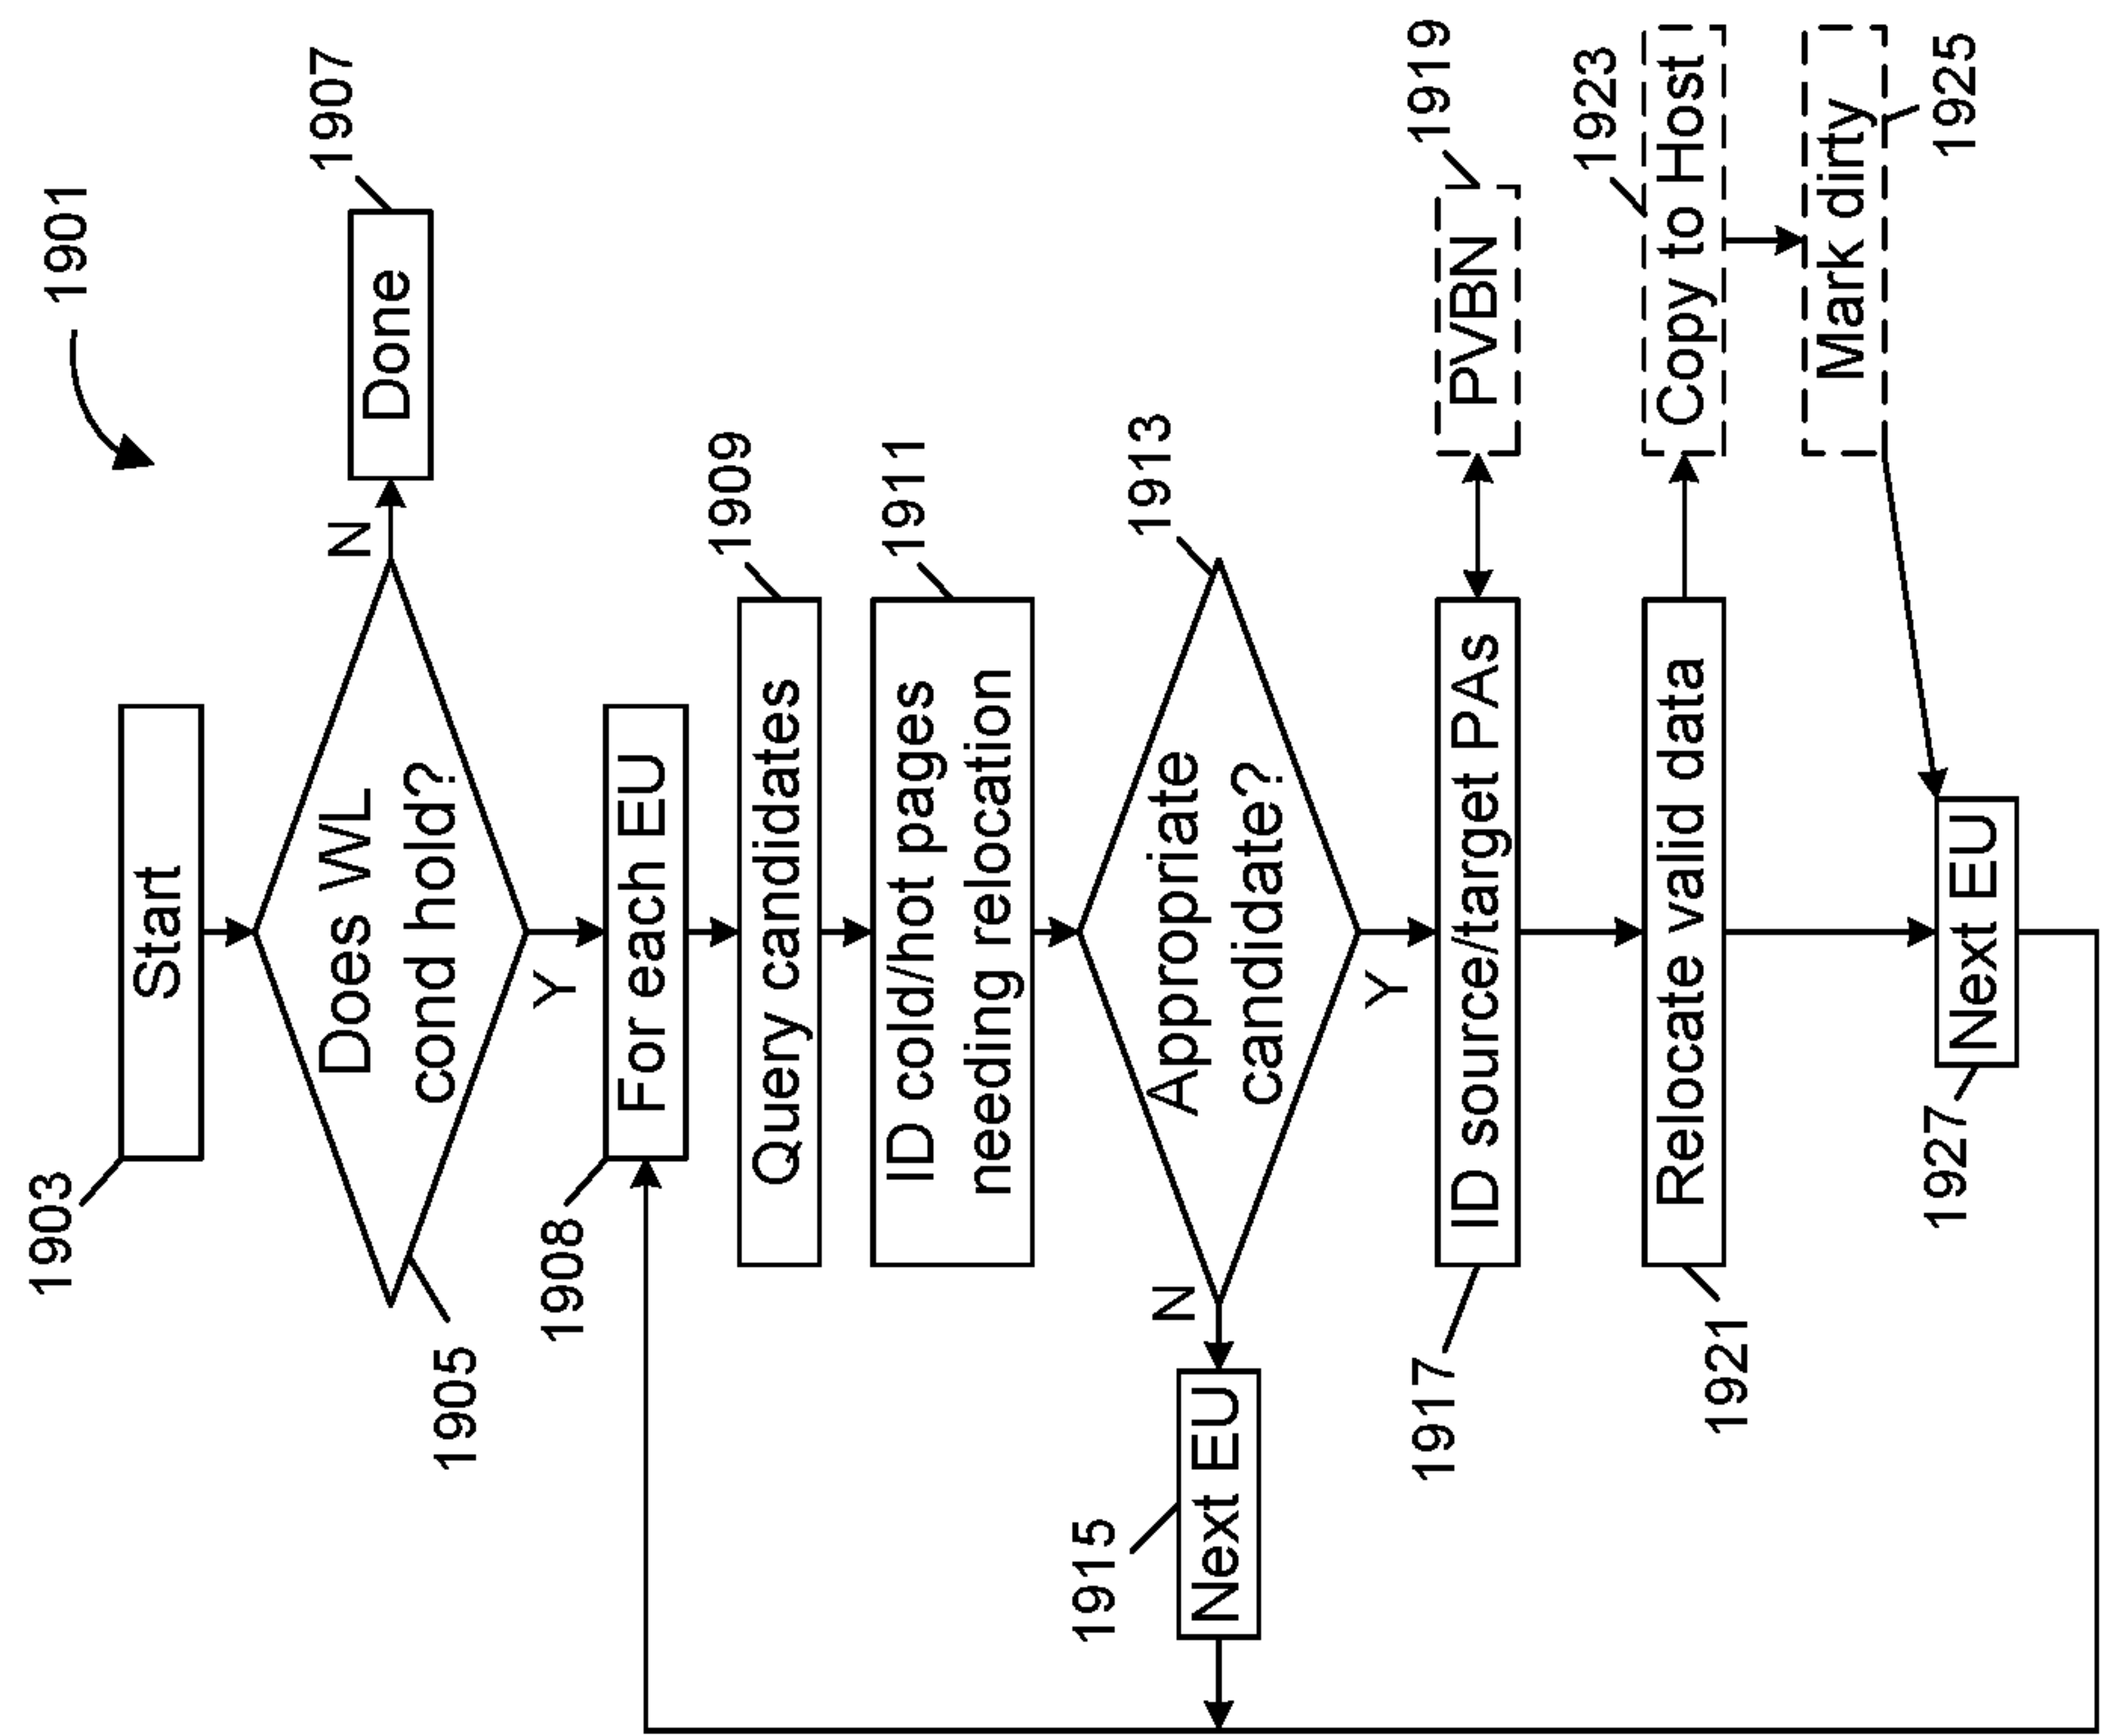 1901
1903
Start
Does WL
cond hold?
1905
N
Done
1907
Y
1908
For each EU
Query candidates
1909
ID cold/hot pages
needing relocation
1911
Appropriate
candidate?
1913
N
Next EU
1915
Y
ID source/target PAs
1917
PVBN
1919
Relocate valid data
1921
Copy to Host
1923
Mark dirty
1925
Next EU
1927